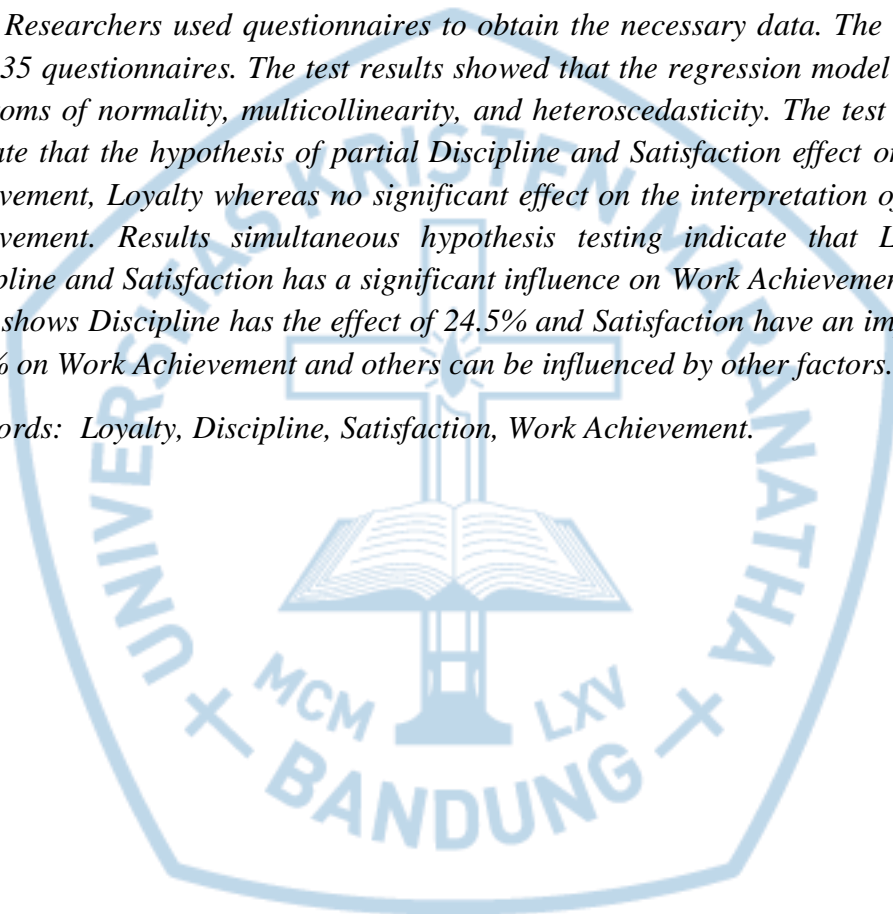 Researchers used questionnaires to obtain the necessary data. The
35 questionnaires. The test results showed that the regression model
oms of normality, multicollinearity, and heteroscedasticity. The test
ate that the hypothesis of partial Discipline and Satisfaction effect on
vement, Loyalty whereas no significant effect on the interpretation of
vement. Results simultaneous hypothesis testing indicate that L
pline and Satisfaction has a significant influence on Work Achievement
shows Discipline has the effect of 24.5% and Satisfaction have an im
% on Work Achievement and others can be influenced by other factors.
ords: Loyalty, Discipline, Satisfaction, Work Achievement.
UNIVERSITAS KRISTEN MARANATHA
MCM LXV
BANDUNG